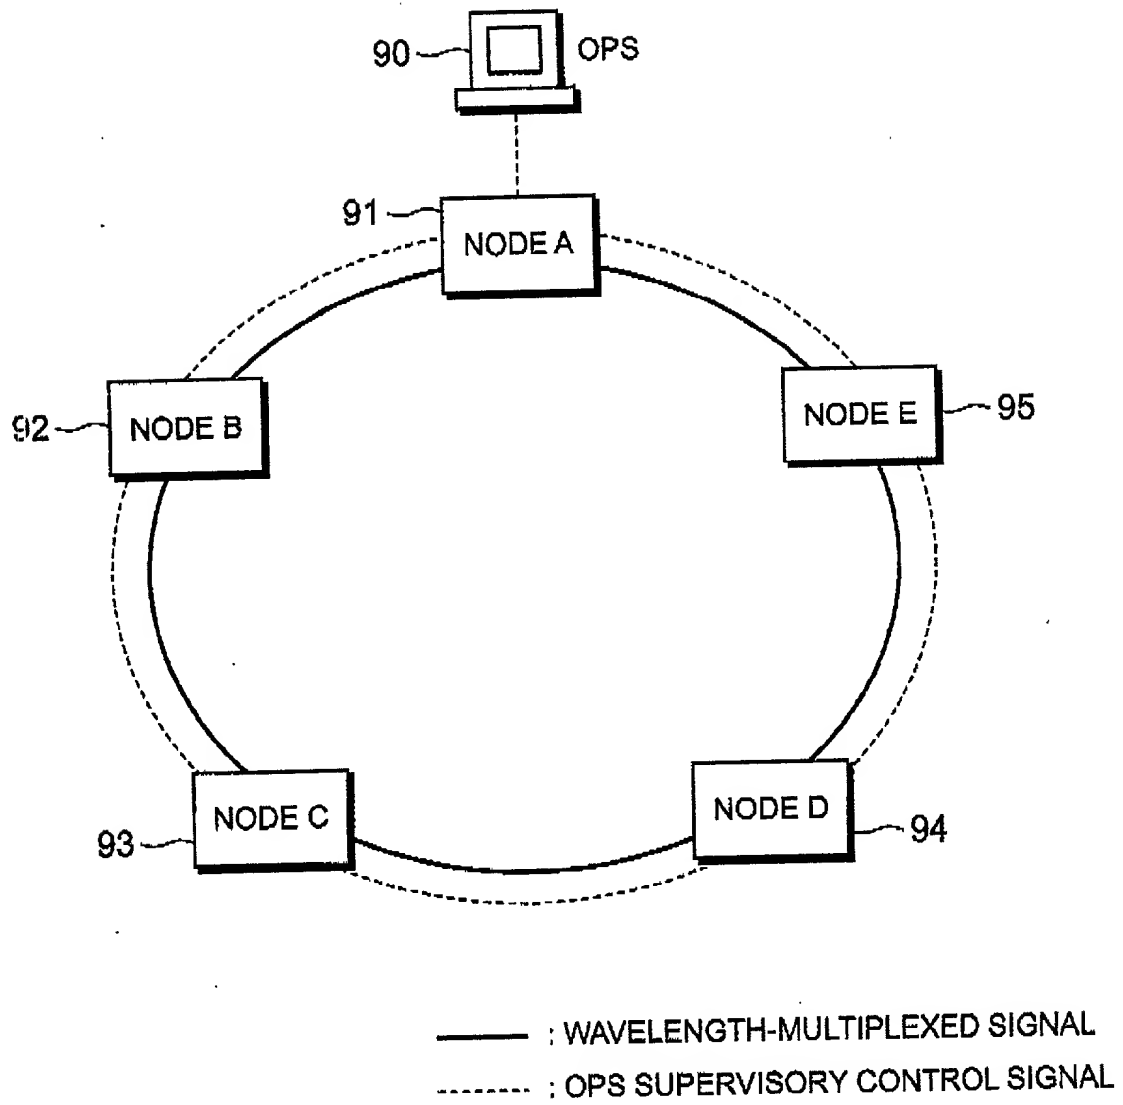 90
OPS
91
NODE A
92
NODE B
NODE E
95
NODE C
93
NODE D
94
: WAVELENGTH-MULTIPLEXED SIGNAL
: OPS SUPERVISORY CONTROL SIGNAL